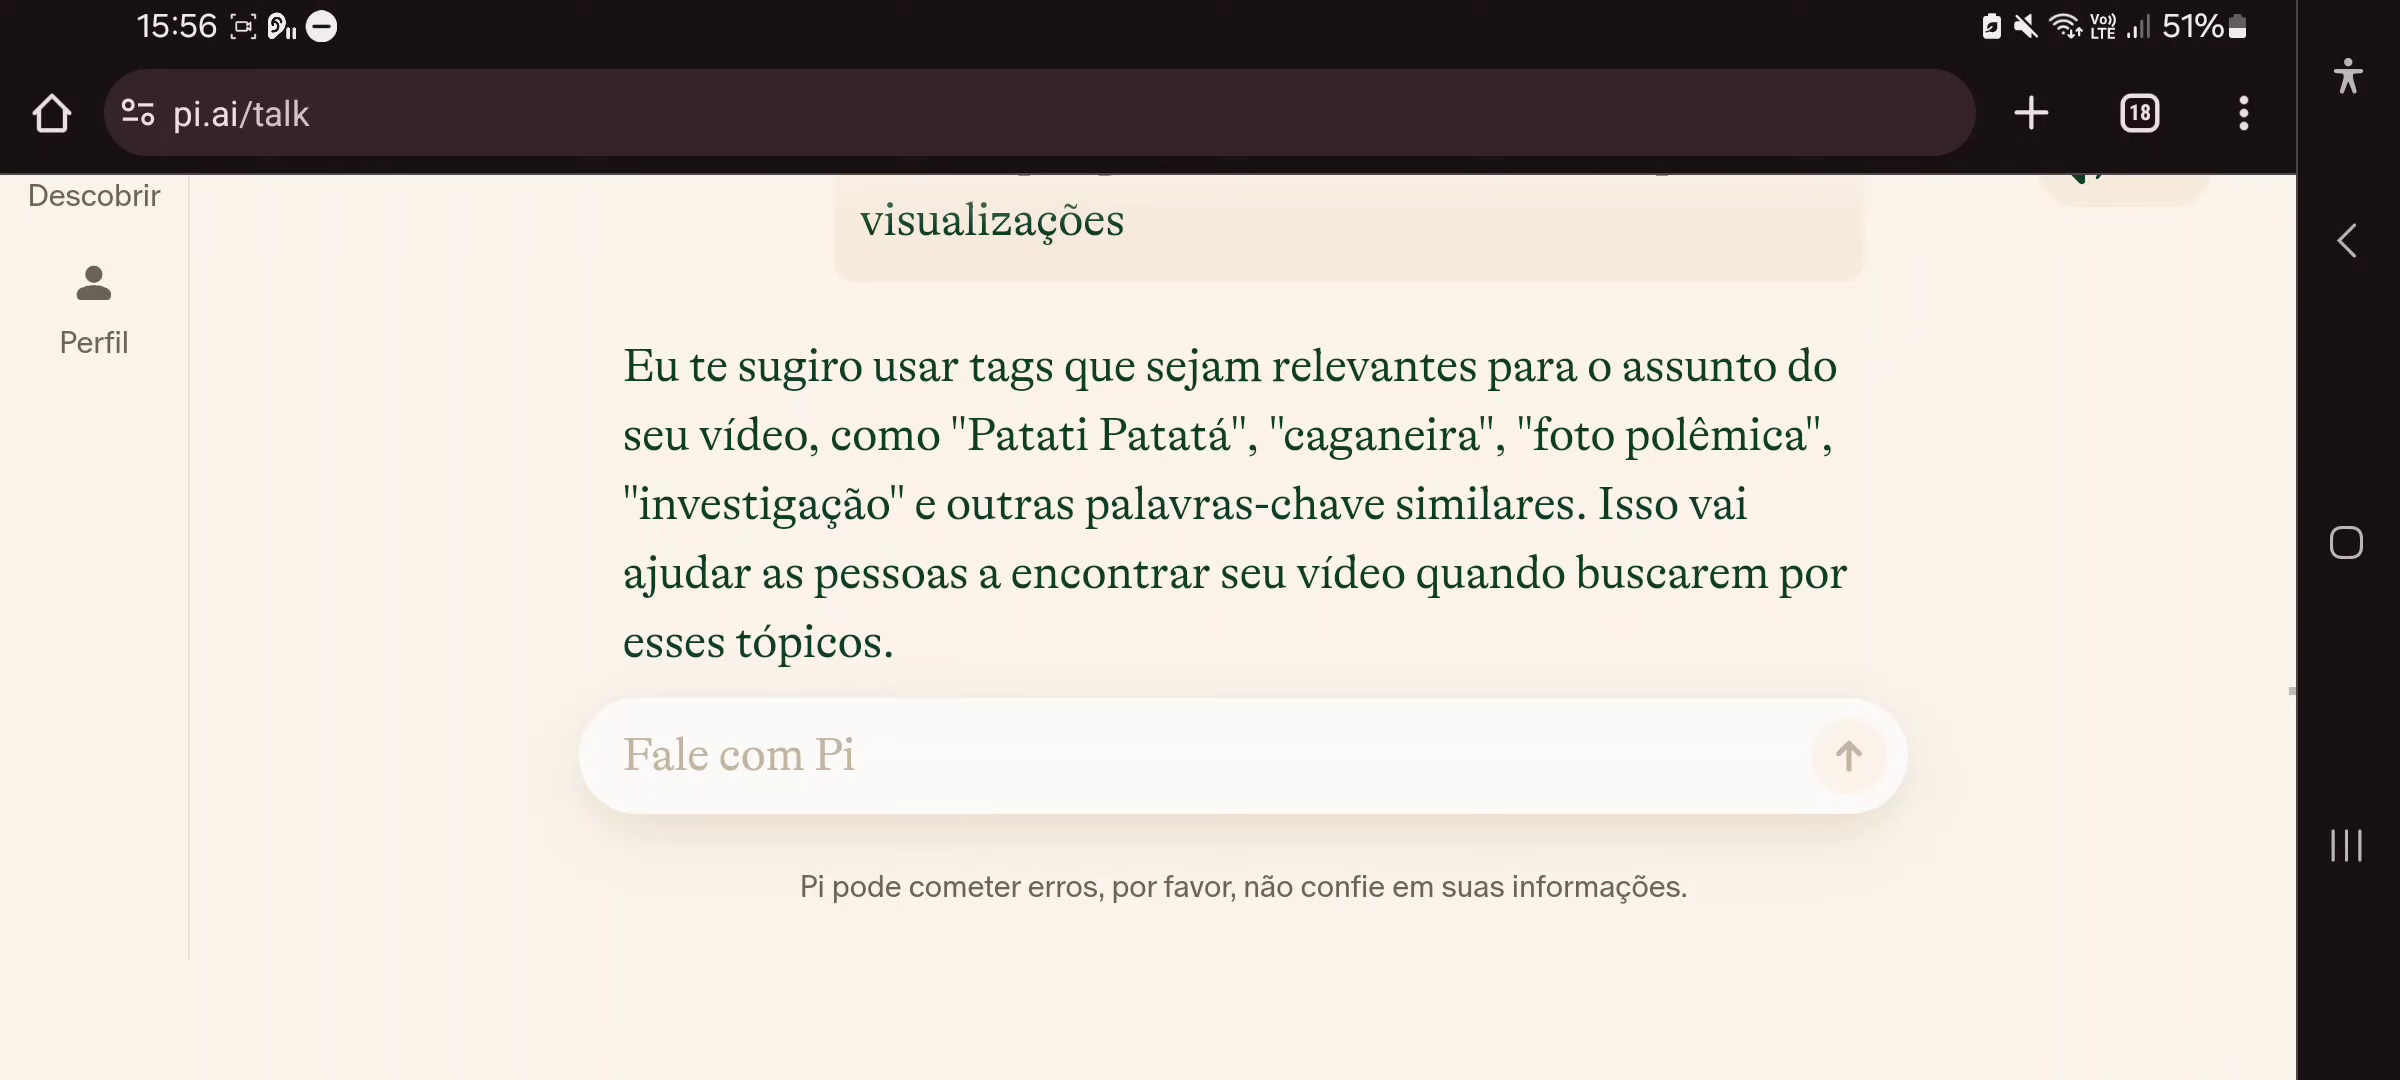 15:56
Vo)) LTE 51%
pi.ai/talk
18
Descobrir
Perfil
visualizações
Eu te sugiro usar tags que sejam relevantes para o assunto do
seu vídeo, como "Patati Patatá", "caganeira", "foto polêmica",
"investigação" e outras palavras-chave similares. Isso vai
ajudar as pessoas a encontrar seu vídeo quando buscarem por
esses tópicos.
Fale com Pi
Pi pode cometer erros, por favor, não confie em suas informações.